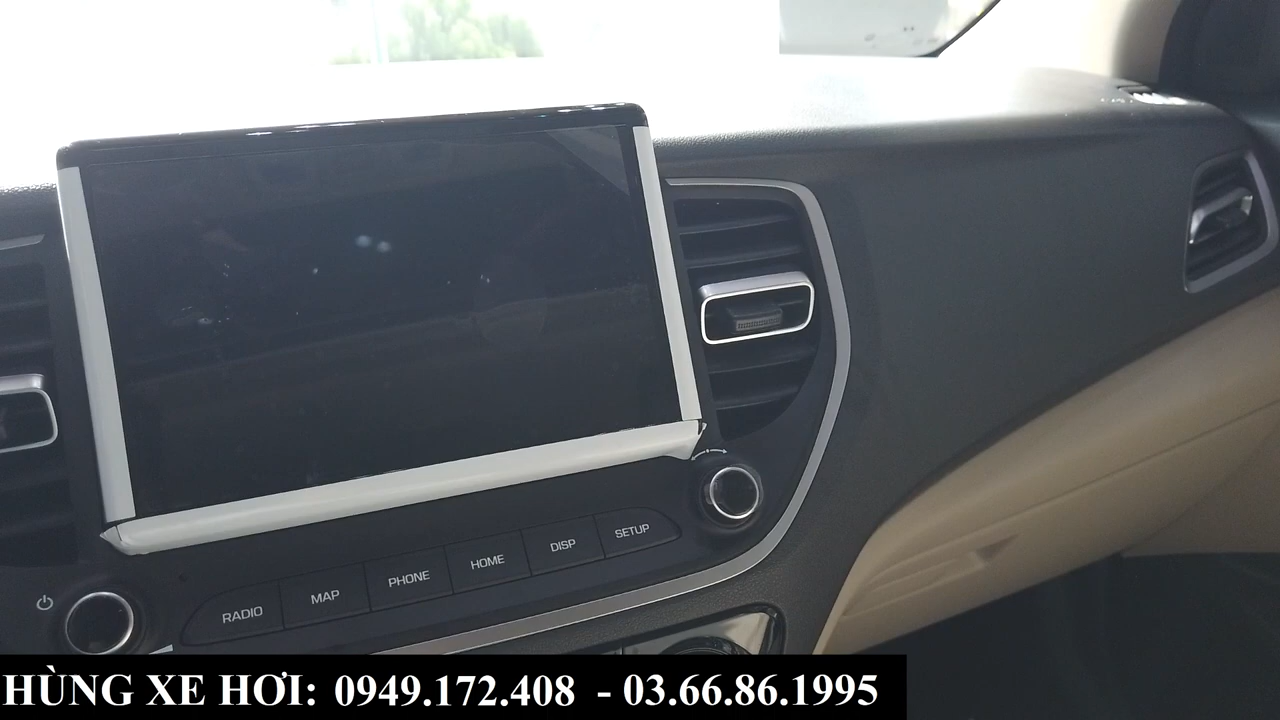 RADIO MAP PHONE HOME DISP SETUP
HÙNG XE HƠI: 0949.172.408 - 03.66.86.1995